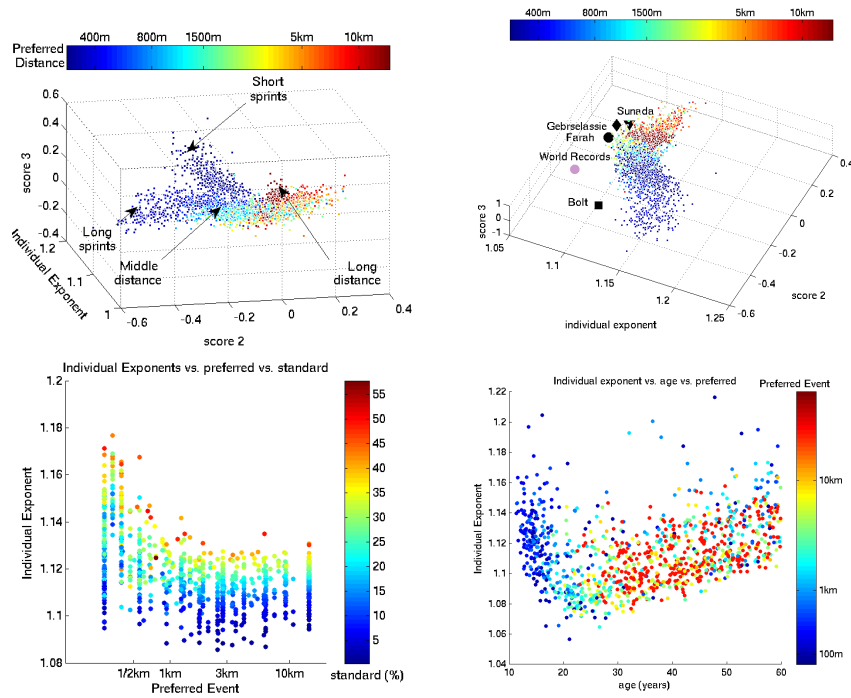 Preferred Distance
400m 800m 1500m 5km 10km
Short sprints
0.6
0.4
0.2
0
-0.2
-0.4
score 3
Long sprints
Middle distance
Long distance
1.2
1.1
1
Individual Exponent
-0.6 -0.4 -0.2 0 0.2 0.4
score 2
400m 800m 1500m 5km 10km
Sunada
Gebrselassie
Farah
World Records
Bolt
1
0
-1
score 3
1.05 1.1 1.15 1.2 1.25
individual exponent
0.4
0.2
0
-0.2
-0.4
-0.6
score 2
Individual Exponents vs. preferred vs. standard
1.2
1.18
1.16
1.14
1.12
1.1
1.08
Individual Exponent
1/2km 1km 3km 10km
Preferred Event
55
50
45
40
35
30
25
20
15
10
5
standard (%)
Individual exponent vs. age vs. preferred
1.22
1.2
1.18
1.16
1.14
1.12
1.1
1.08
1.06
1.04
Individual Exponent
10 20 30 40 50 60
age (years)
Preferred Event
10km
1km
100m